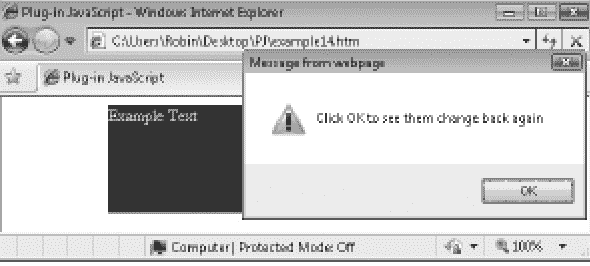 Plug-in JavaScript - Windows Internet Explorer
C:\Users\Robin\Desktop\PJ\example14.htm
Message from webpage
Plug-in JavaScript
Example Text
Click OK to see them change back again
OK
Computer | Protected Mode: Off
100%